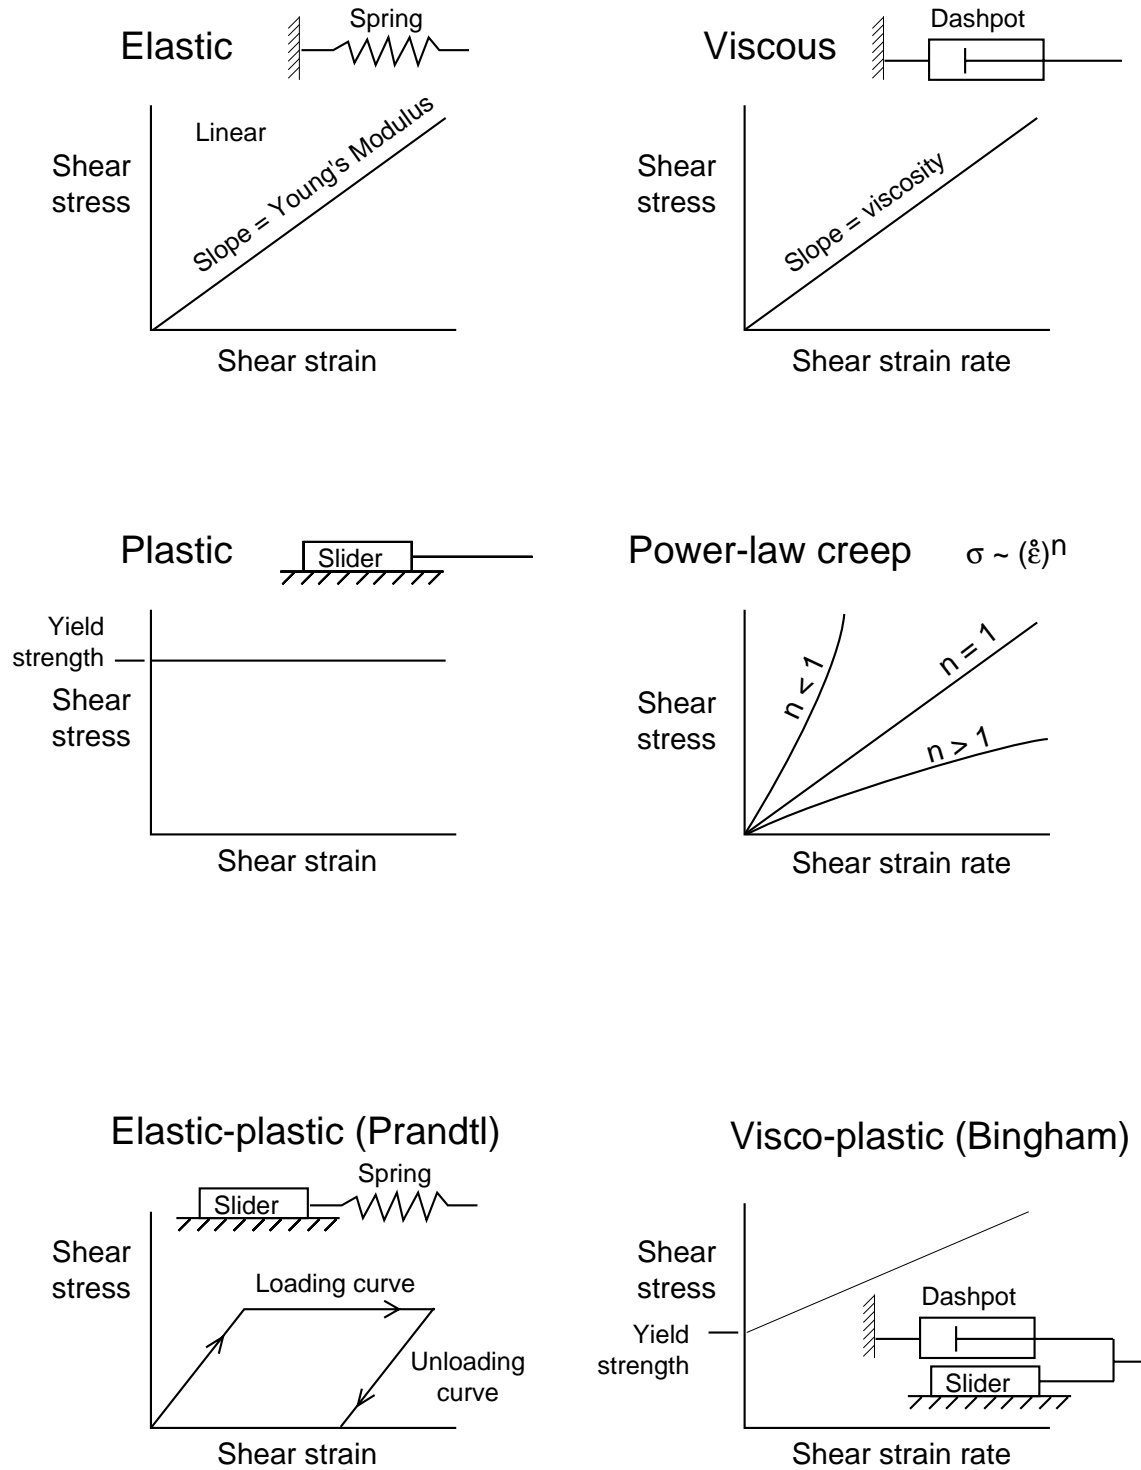 Elastic
Spring
Linear
Slope = Young's Modulus
Shear
stress
Shear strain
Viscous
Dashpot
Shear
stress
Slope = viscosity
Shear strain rate
Plastic
Slider
Yield
strength
Shear
stress
Shear strain
Power-law creep σ ~ (ε̊)ⁿ
Shear
stress
n < 1
n = 1
n > 1
Shear strain rate
Elastic-plastic (Prandtl)
Spring
Slider
Shear
stress
Loading curve
Unloading
curve
Shear strain
Visco-plastic (Bingham)
Shear
stress
Yield
strength
Dashpot
Slider
Shear strain rate